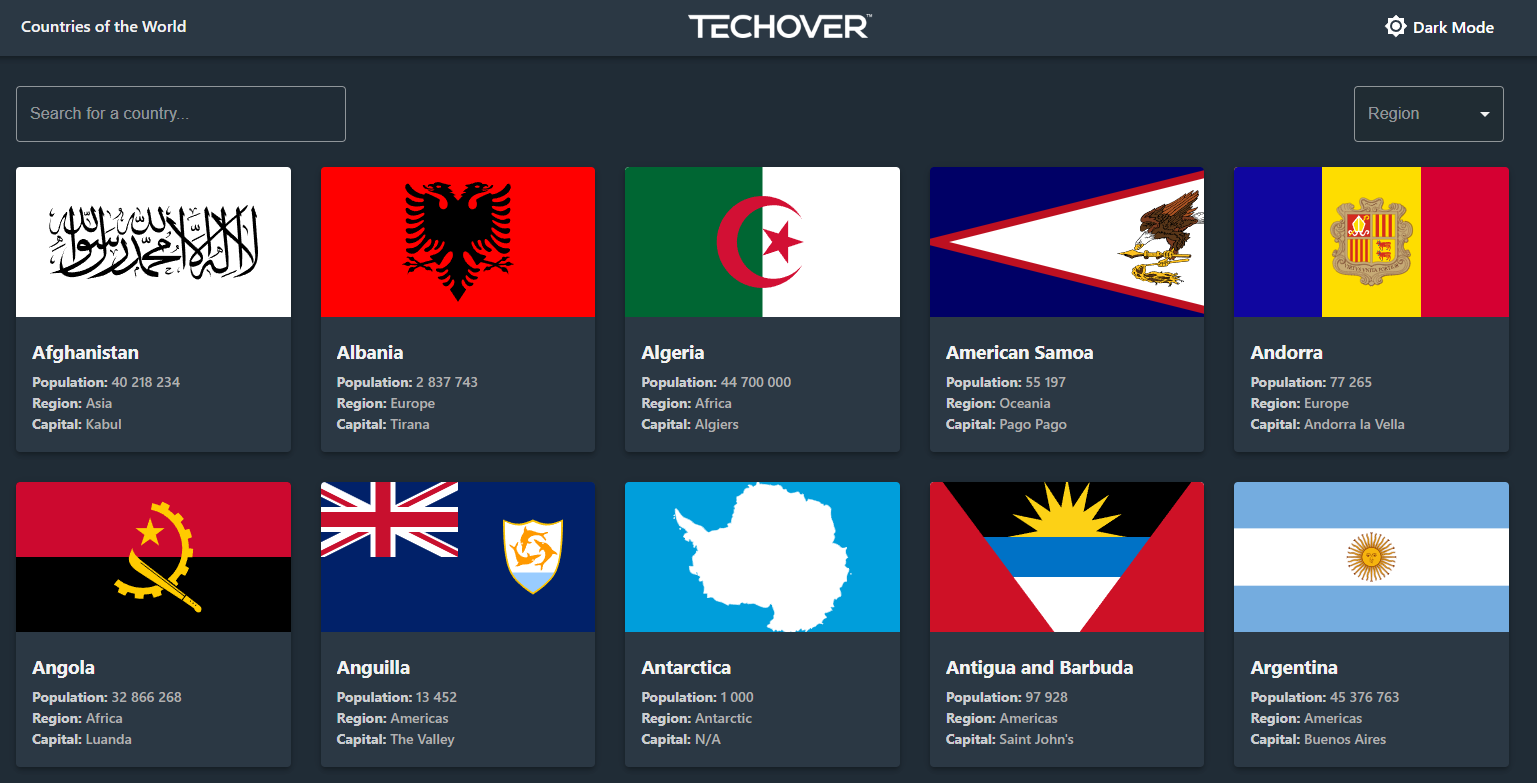 Countries of the World
TECHOVER™
Dark Mode
Search for a country...
Region
لا إله إلا الله محمد رسول الله
Afghanistan
Population: 40 218 234
Region: Asia
Capital: Kabul
Albania
Population: 2 837 743
Region: Europe
Capital: Tirana
Algeria
Population: 44 700 000
Region: Africa
Capital: Algiers
American Samoa
Population: 55 197
Region: Oceania
Capital: Pago Pago
VIRTVS VNITA FORTIOR
Andorra
Population: 77 265
Region: Europe
Capital: Andorra la Vella
Angola
Population: 32 866 268
Region: Africa
Capital: Luanda
Anguilla
Population: 13 452
Region: Americas
Capital: The Valley
Antarctica
Population: 1 000
Region: Antarctic
Capital: N/A
Antigua and Barbuda
Population: 97 928
Region: Americas
Capital: Saint John's
Argentina
Population: 45 376 763
Region: Americas
Capital: Buenos Aires